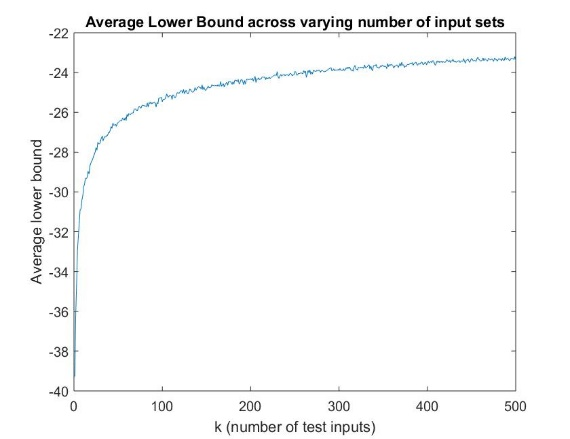 Average Lower Bound across varying number of input sets
-22
-24
-26
-28
-30
-32
-34
-36
-38
-40
Average lower bound
0 100 200 300 400 500
k (number of test inputs)